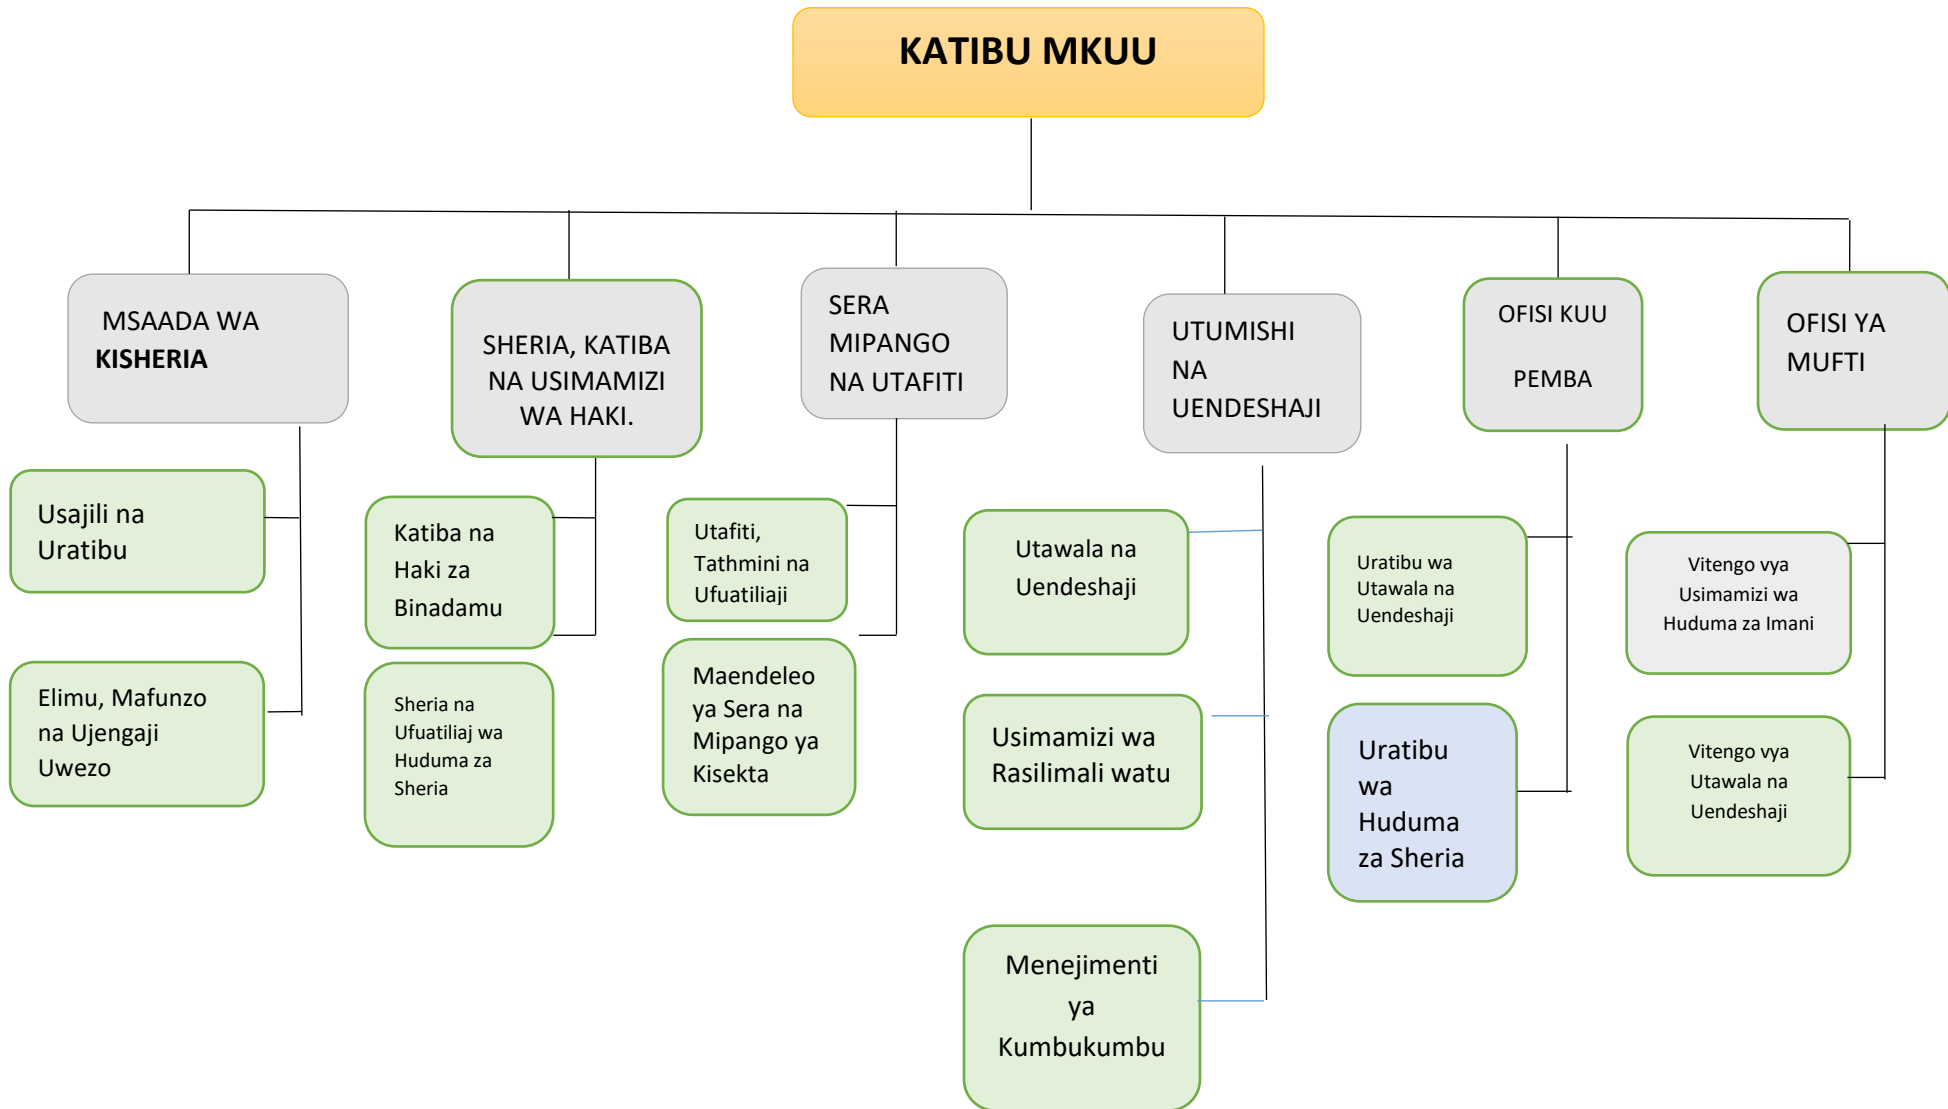 KATIBU MKUU
MSAADA WA
KISHERIA
SHERIA, KATIBA
NA USIMAMIZI
WA HAKI.
SERA
MIPANGO
NA UTAFITI
UTUMISHI
NA
UENDESHAJI
OFISI KUU
PEMBA
OFISI YA
MUFTI
Usajili na
Uratibu
Elimu, Mafunzo
na Ujengaji
Uwezo
Katiba na
Haki za
Binadamu
Sheria na
Ufuatiliaj wa
Huduma za
Sheria
Utafiti,
Tathmini na
Ufuatiliaji
Maendeleo
ya Sera na
Mipango ya
Kisekta
Utawala na
Uendeshaji
Usimamizi wa
Rasilimali watu
Menejimenti
ya
Kumbukumbu
Uratibu wa
Utawala na
Uendeshaji
Uratibu
wa
Huduma
za Sheria
Vitengo vya
Usimamizi wa
Huduma za Imani
Vitengo vya
Utawala na
Uendeshaji